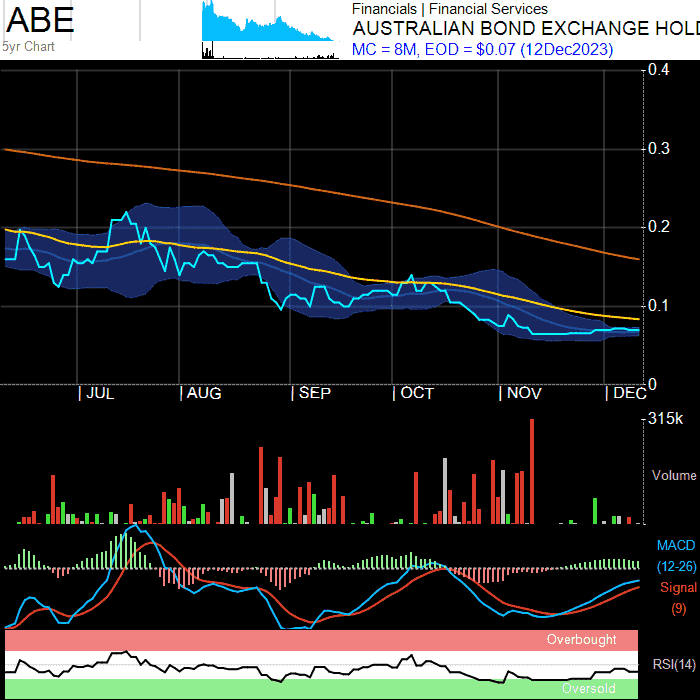 ABE
5yr Chart
Financials | Financial Services
AUSTRALIAN BOND EXCHANGE HOLD
MC = 8M, EOD = $0.07 (12Dec2023)
0.4
0.3
0.2
0.1
0
JUL AUG SEP OCT NOV DEC
315k
Volume
MACD
(12-26)
Signal
(9)
Overbought
RSI(14)
Oversold